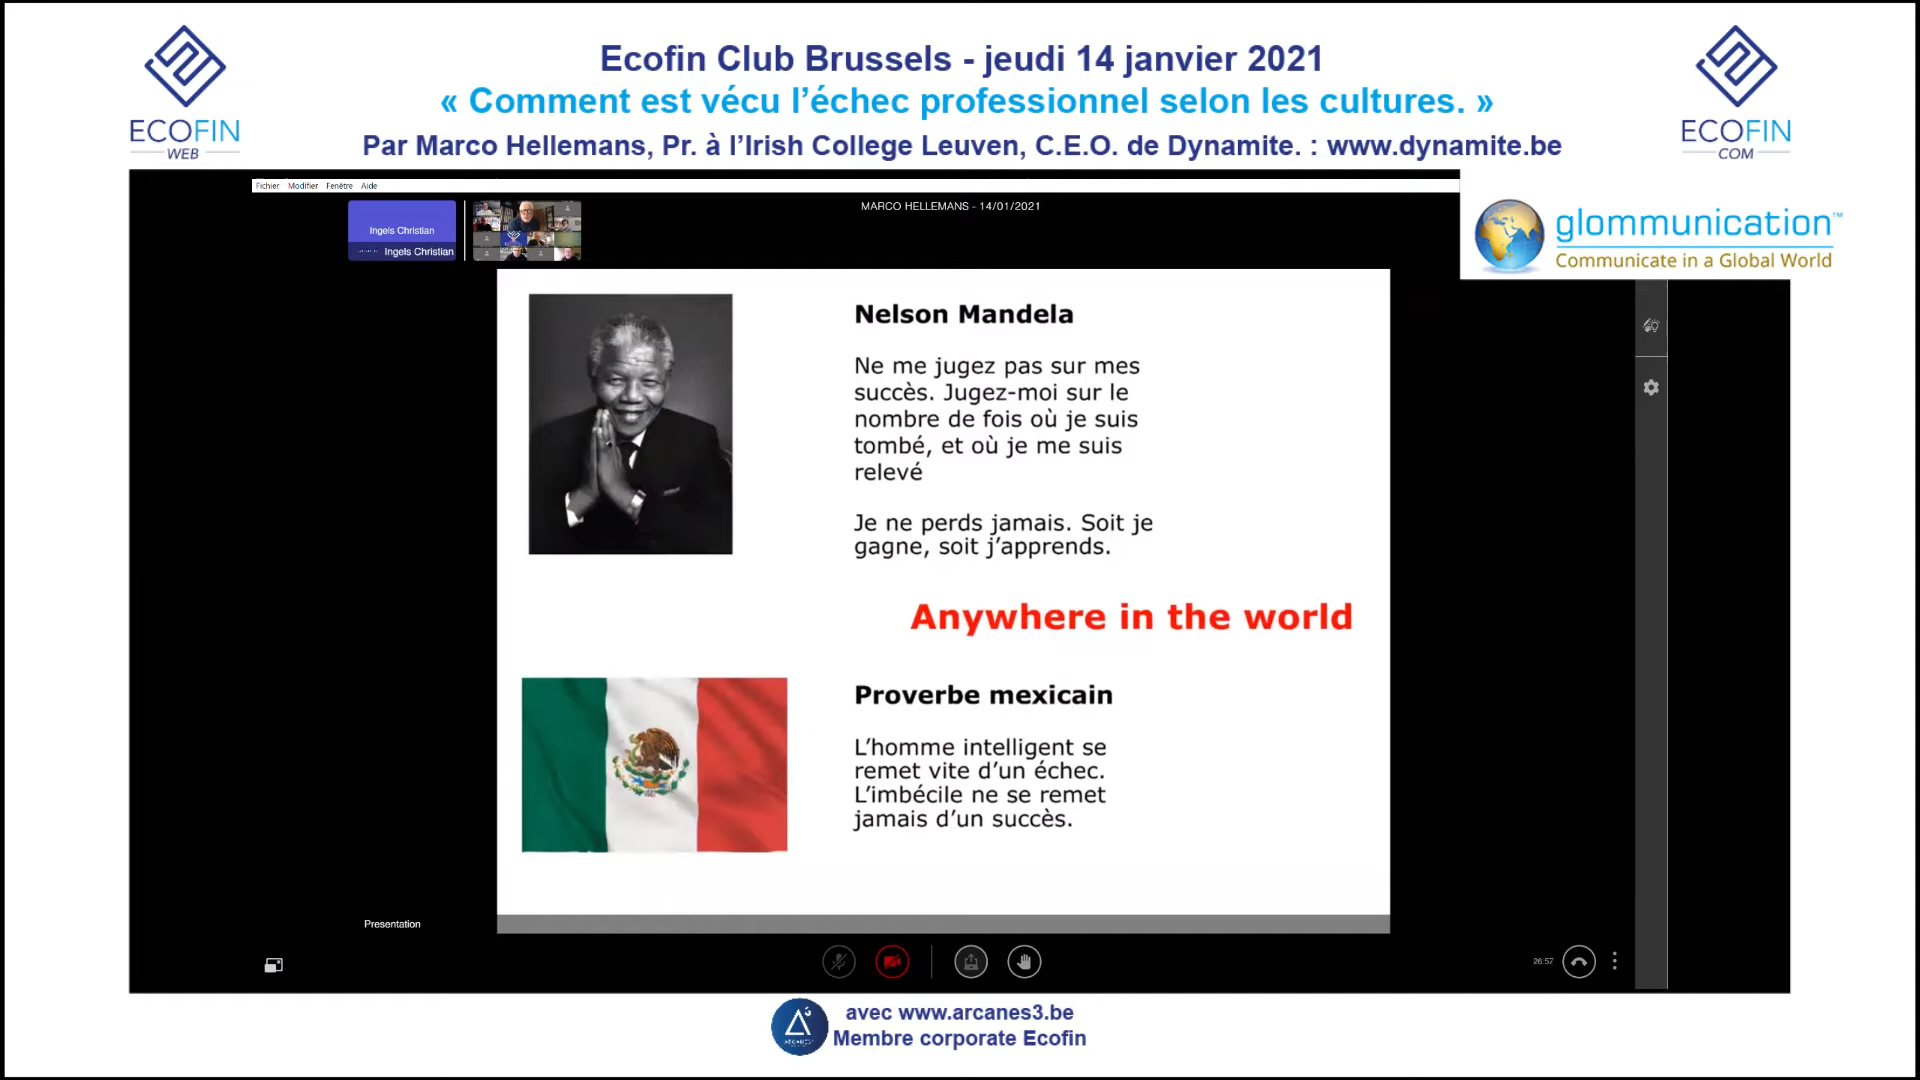 Ecofin Club Brussels - jeudi 14 janvier 2021
« Comment est vécu l’échec professionnel selon les cultures. »
Par Marco Hellemans, Pr. à l’Irish College Leuven, C.E.O. de Dynamite. : www.dynamite.be
ECOFIN
WEB
ECOFIN
COM
Fichier Modifier Fenêtre Aide
MARCO HELLEMANS - 14/01/2021
Ingels Christian
Ingels Christian
glommunication™
Communicate in a Global World
Nelson Mandela
Ne me jugez pas sur mes
succès. Jugez-moi sur le
nombre de fois où je suis
tombé, et où je me suis
relevé
Je ne perds jamais. Soit je
gagne, soit j’apprends.
Anywhere in the world
Proverbe mexicain
L’homme intelligent se
remet vite d’un échec.
L’imbécile ne se remet
jamais d’un succès.
Presentation
26:57
avec www.arcanes3.be
Membre corporate Ecofin